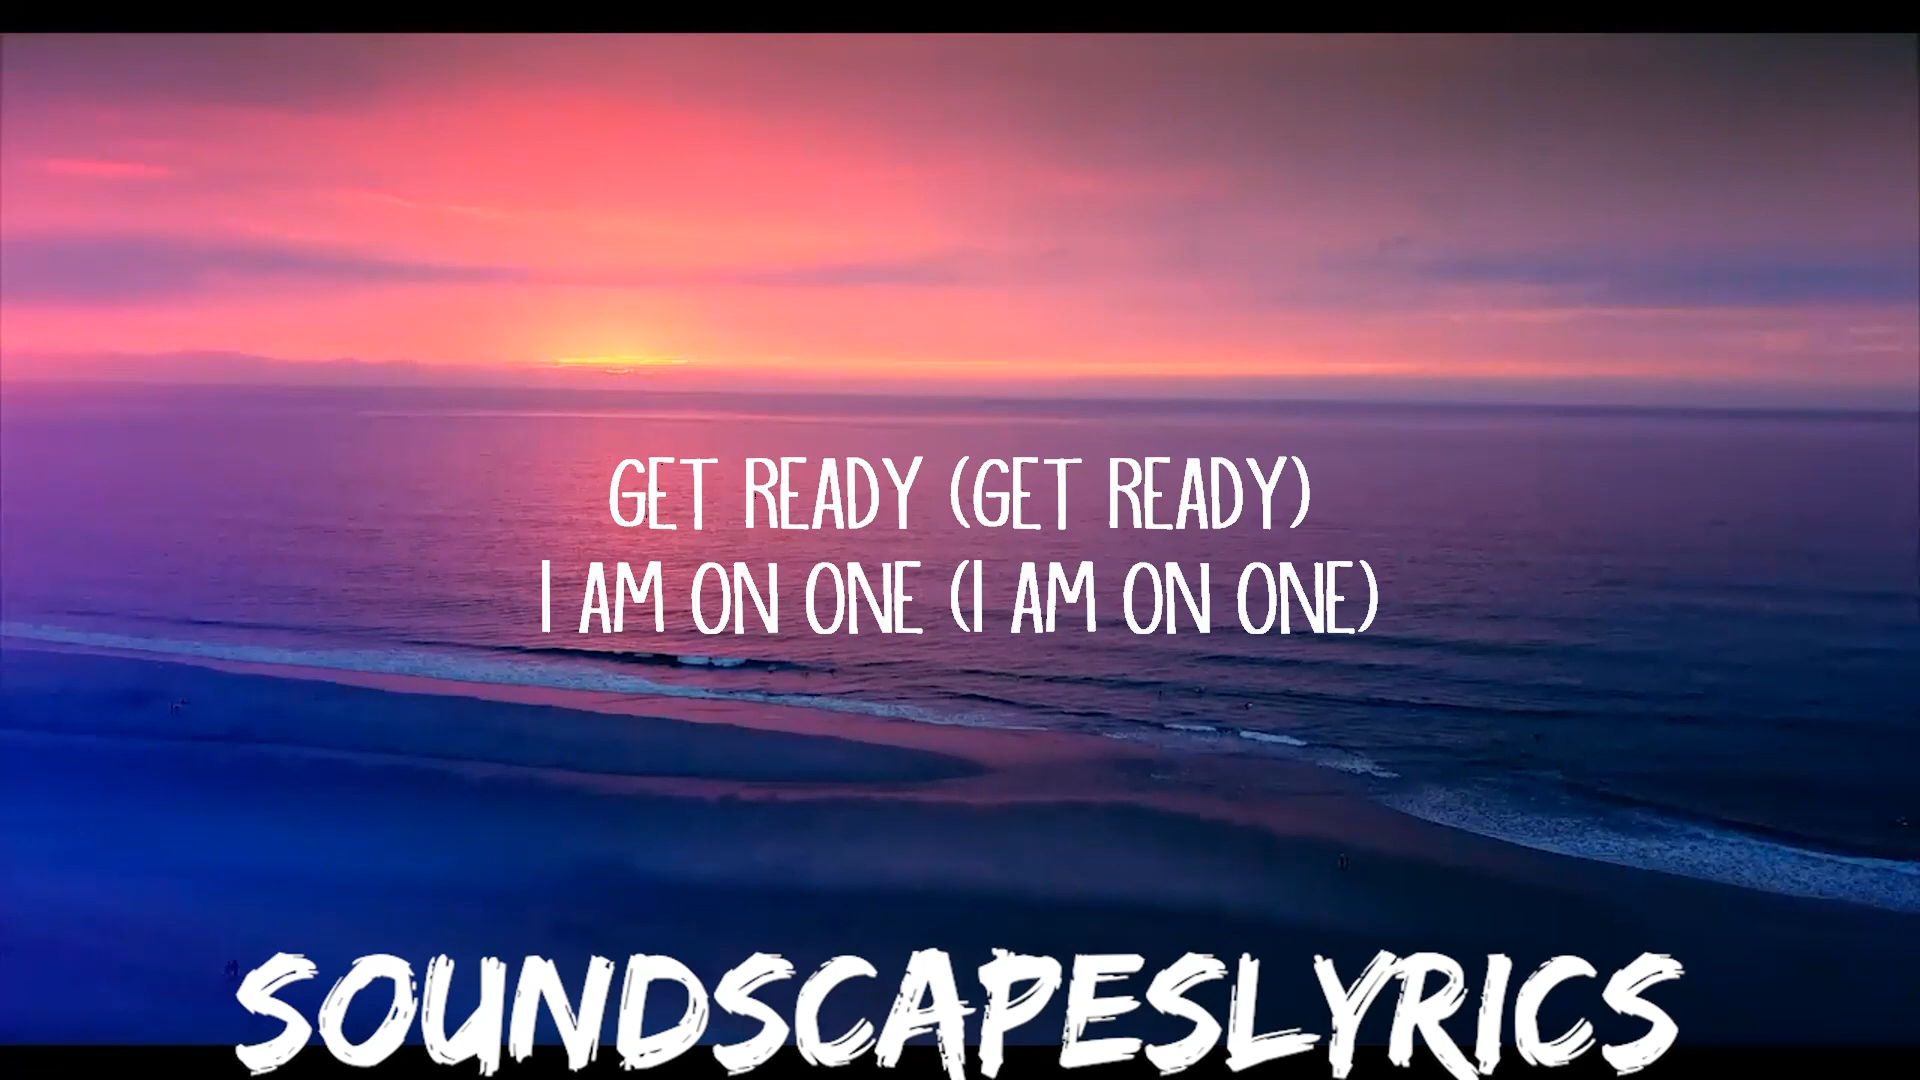 GET READY (GET READY)
I AM ON ONE (I AM ON ONE)
SOUNDSCAPESLYRICS